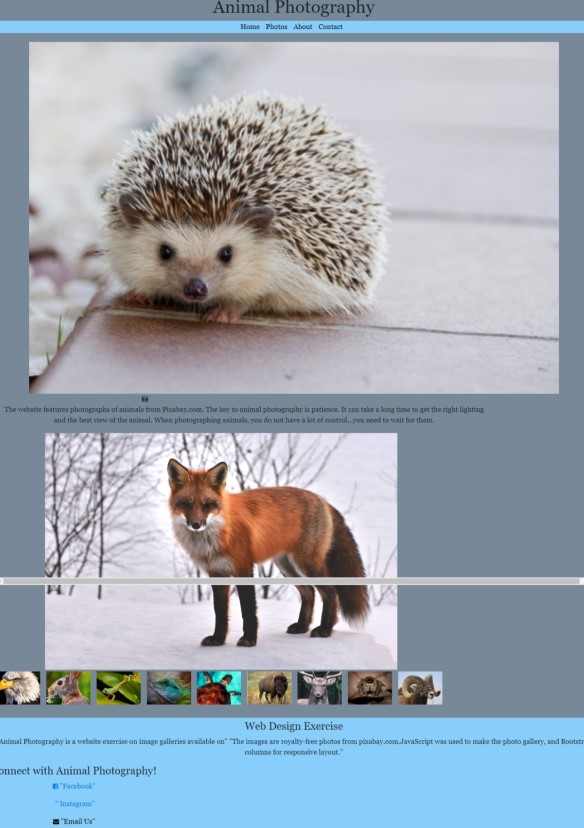 Animal Photography
Home Photos About Contact
The website features photographs of animals from Pixabay.com. The key to animal photography is patience. It can take a long time to get the right lighting
and the best view of the animal. When photographing animals, you do not have a lot of control...you need to wait for them.
Web Design Exercise
Animal Photography is a website exercise on image galleries available on" "The images are royalty-free photos from pixabay.com.JavaScript was used to make the photo gallery, and Bootstr
columns for responsive layout."
onnect with Animal Photography!
"Facebook"
" Instagram"
"Email Us"